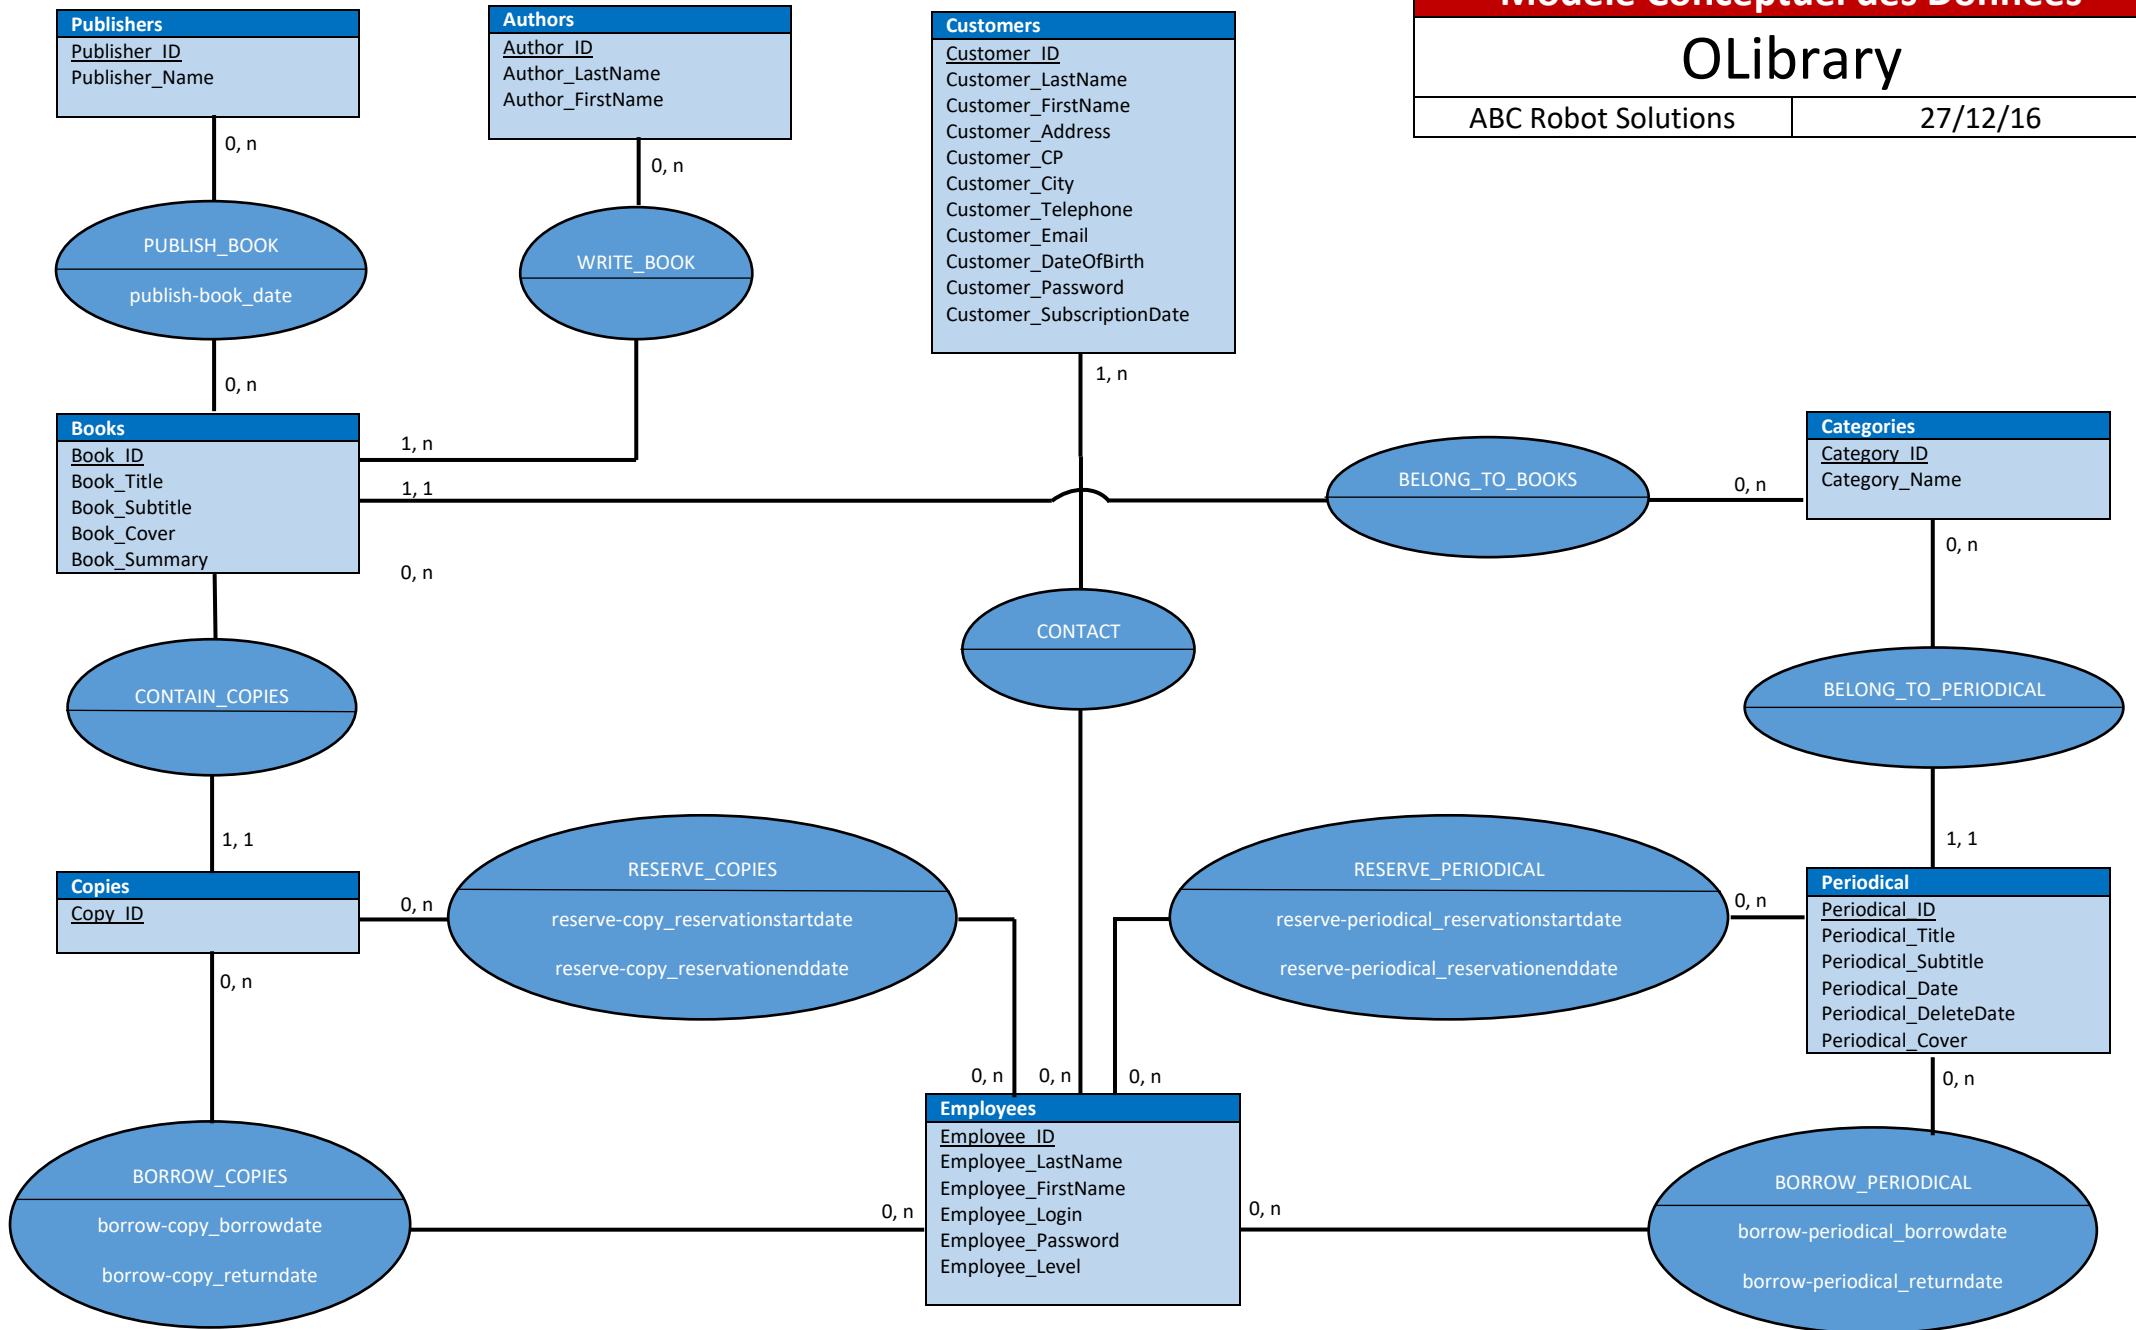 Modèle Conceptuel des Données
OLibrary
ABC Robot Solutions
27/12/16
Publishers
Publisher_ID
Publisher_Name
Authors
Author_ID
Author_LastName
Author_FirstName
Customers
Customer_ID
Customer_LastName
Customer_FirstName
Customer_Address
Customer_CP
Customer_City
Customer_Telephone
Customer_Email
Customer_DateOfBirth
Customer_Password
Customer_SubscriptionDate
0, n
0, n
PUBLISH_BOOK
publish-book_date
WRITE_BOOK
0, n
1, n
Books
Book_ID
Book_Title
Book_Subtitle
Book_Cover
Book_Summary
1, n
1, 1
0, n
BELONG_TO_BOOKS
0, n
Categories
Category_ID
Category_Name
0, n
CONTACT
CONTAIN_COPIES
BELONG_TO_PERIODICAL
1, 1
1, 1
Copies
Copy_ID
0, n
RESERVE_COPIES
reserve-copy_reservationstartdate
reserve-copy_reservationenddate
RESERVE_PERIODICAL
reserve-periodical_reservationstartdate
reserve-periodical_reservationenddate
0, n
Periodical
Periodical_ID
Periodical_Title
Periodical_Subtitle
Periodical_Date
Periodical_DeleteDate
Periodical_Cover
0, n
0, n
0, n
0, n
0, n
Employees
Employee_ID
Employee_LastName
Employee_FirstName
Employee_Login
Employee_Password
Employee_Level
BORROW_COPIES
borrow-copy_borrowdate
borrow-copy_returndate
0, n
0, n
BORROW_PERIODICAL
borrow-periodical_borrowdate
borrow-periodical_returndate